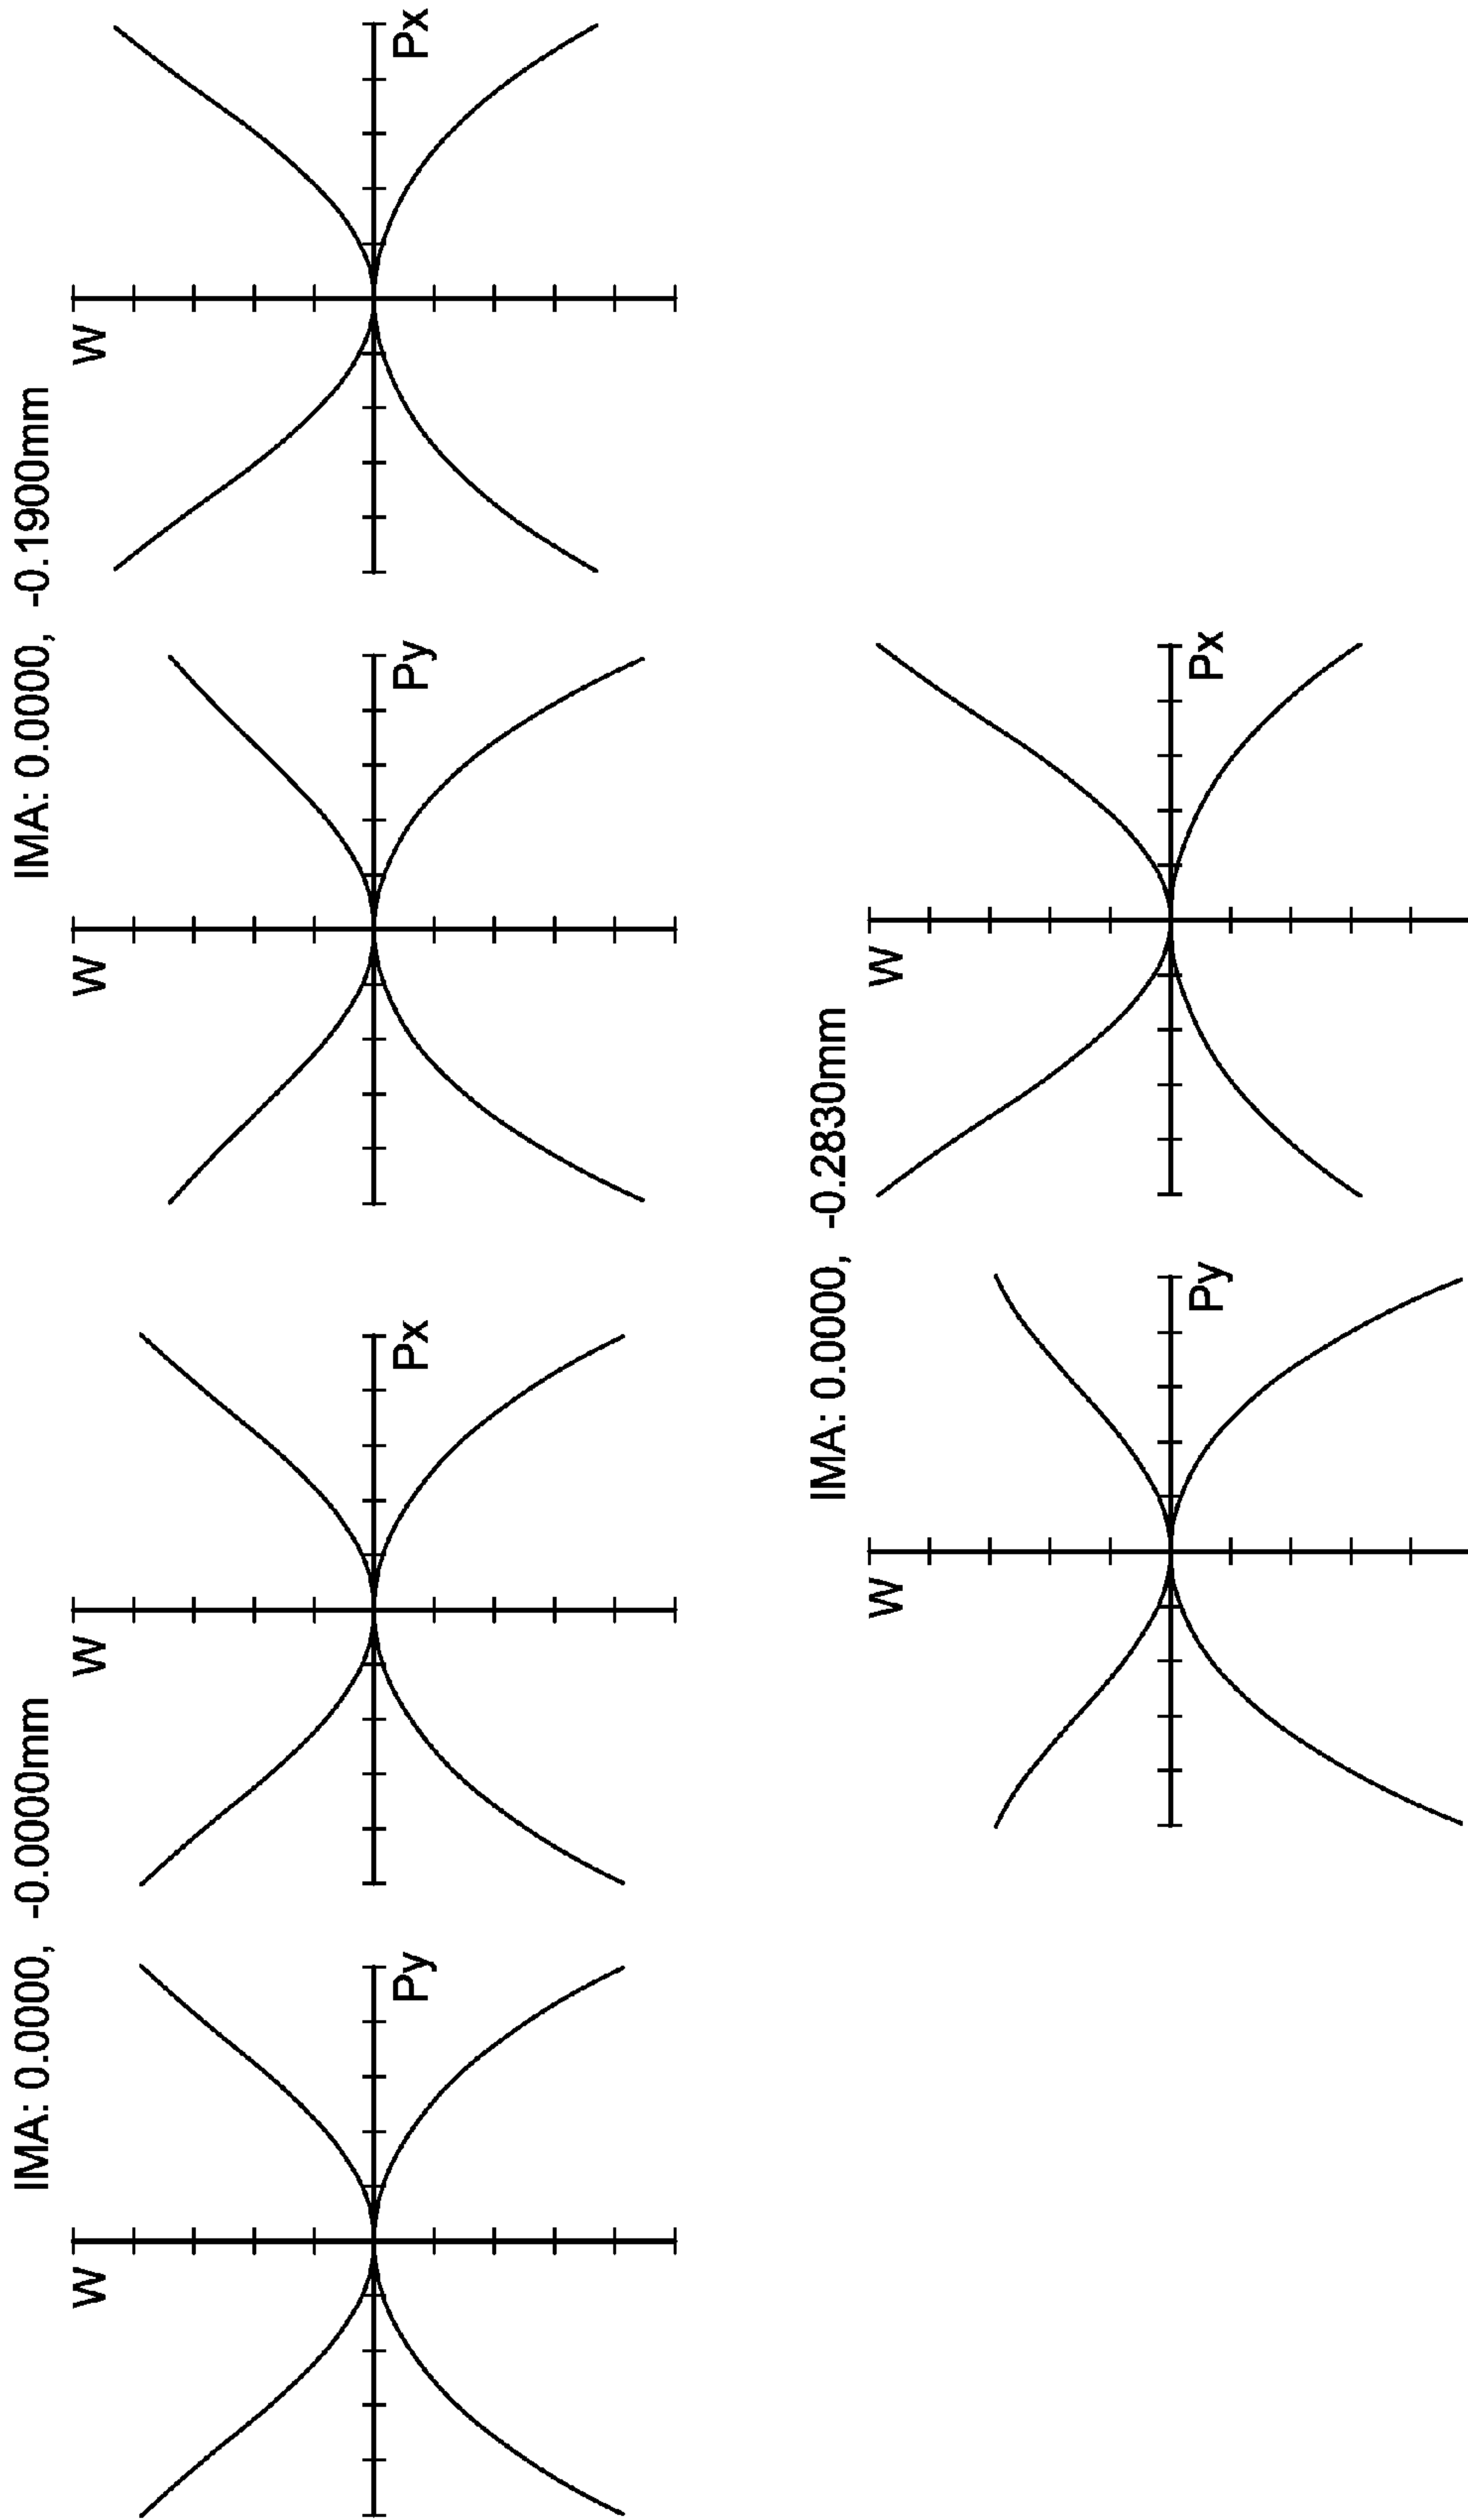 IMA: 0.0000, -0.0000mm
W
Py
W
Px
IMA: 0.0000, -0.1900mm
W
Py
W
Px
IMA: 0.0000, -0.2830mm
W
Py
W
Px